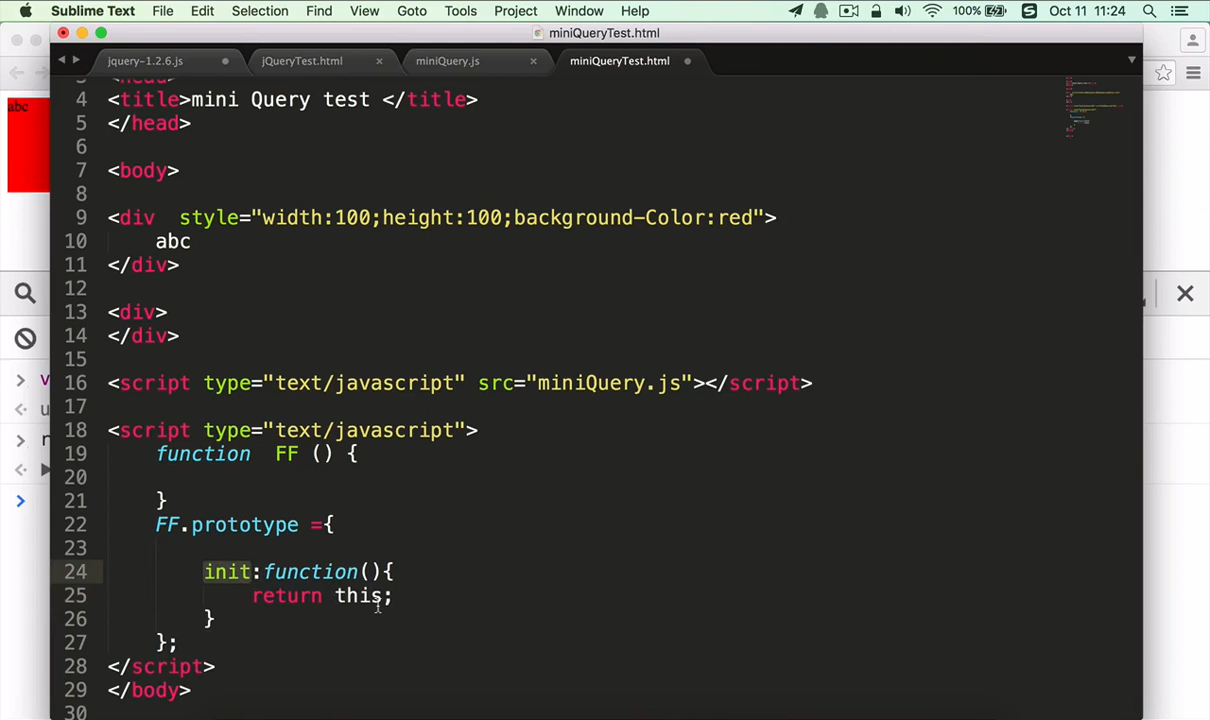 Sublime Text File Edit Selection Find View Goto Tools Project Window Help 100% Oct 11 11:24
miniQueryTest.html
jquery-1.2.6.js jQueryTest.html miniQuery.js miniQueryTest.html
abc
4 <title>mini Query test </title>
5 </head>
6
7 <body>
8
9 <div  style="width:100;height:100;background-Color:red">
10     abc
11 </div>
12
13 <div>
14 </div>
15
16 <script type="text/javascript" src="miniQuery.js"></script>
17
18 <script type="text/javascript">
19     function  FF () {
20
21     }
22     FF.prototype ={
23
24         init:function(){
25             return this;
26         }
27     };
28 </script>
29 </body>
30